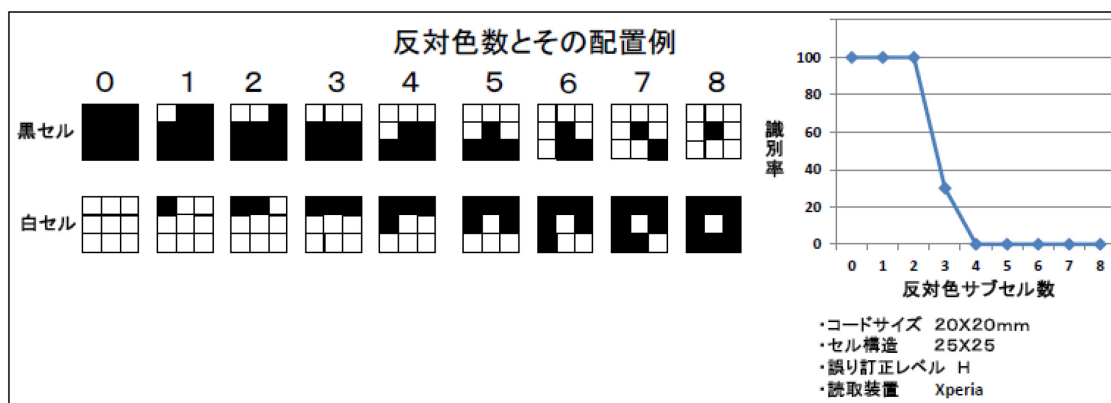 反対色数とその配置例
0 1 2 3 4 5 6 7 8
黒セル
白セル
識別率
100
80
60
40
20
0
0 1 2 3 4 5 6 7 8
反対色サブセル数
・コードサイズ 20X20mm
・セル構造 25X25
・誤り訂正レベル H
・読取装置 Xperia